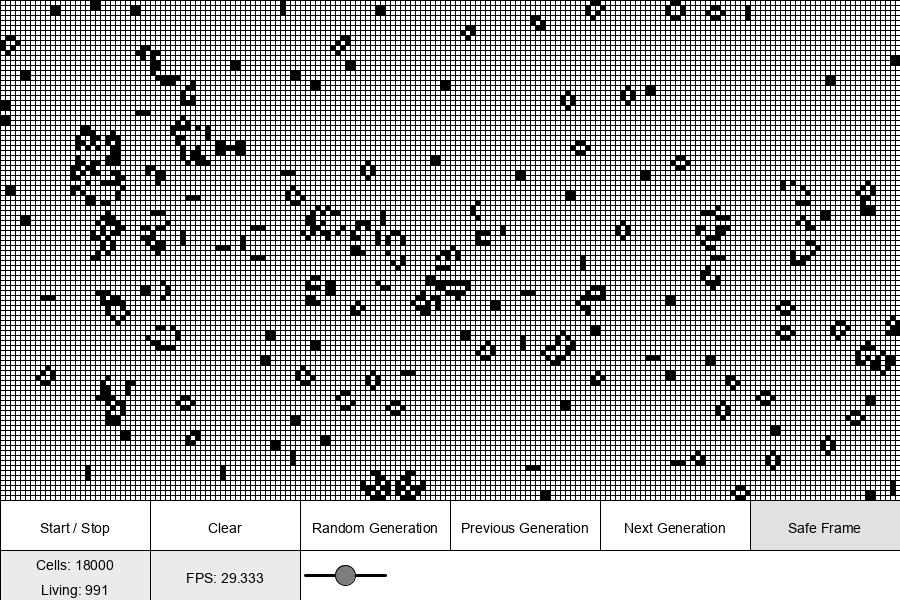 Start / Stop
Clear
Random Generation
Previous Generation
Next Generation
Safe Frame
Cells: 18000
Living: 991
FPS: 29.333